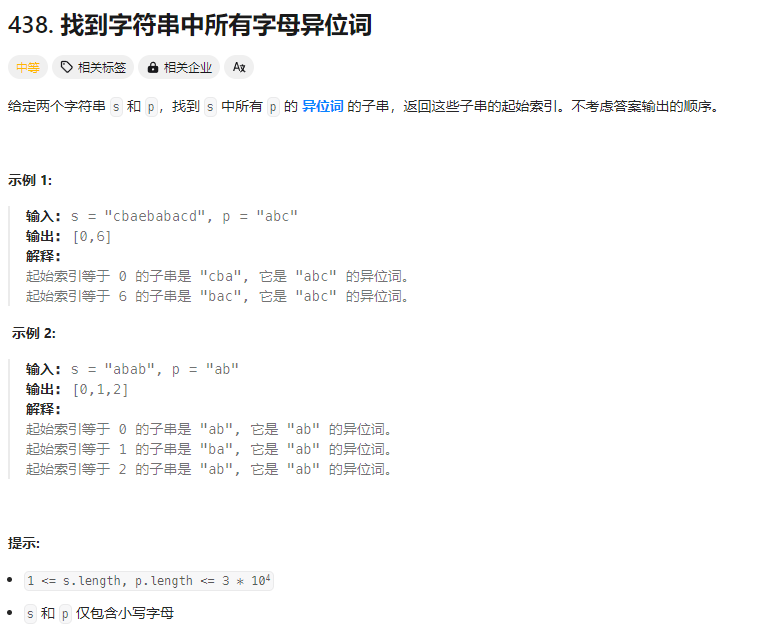 438. 找到字符串中所有字母异位词
中等 相关标签 相关企业 Aχ
给定两个字符串 s 和 p，找到 s 中所有 p 的 异位词 的子串，返回这些子串的起始索引。不考虑答案输出的顺序。
示例 1:
输入: s = "cbaebabacd", p = "abc"
输出: [0,6]
解释:
起始索引等于 0 的子串是 "cba", 它是 "abc" 的异位词。
起始索引等于 6 的子串是 "bac", 它是 "abc" 的异位词。
示例 2:
输入: s = "abab", p = "ab"
输出: [0,1,2]
解释:
起始索引等于 0 的子串是 "ab", 它是 "ab" 的异位词。
起始索引等于 1 的子串是 "ba", 它是 "ab" 的异位词。
起始索引等于 2 的子串是 "ab", 它是 "ab" 的异位词。
提示:
• 1 <= s.length, p.length <= 3 * 10⁴
• s 和 p 仅包含小写字母